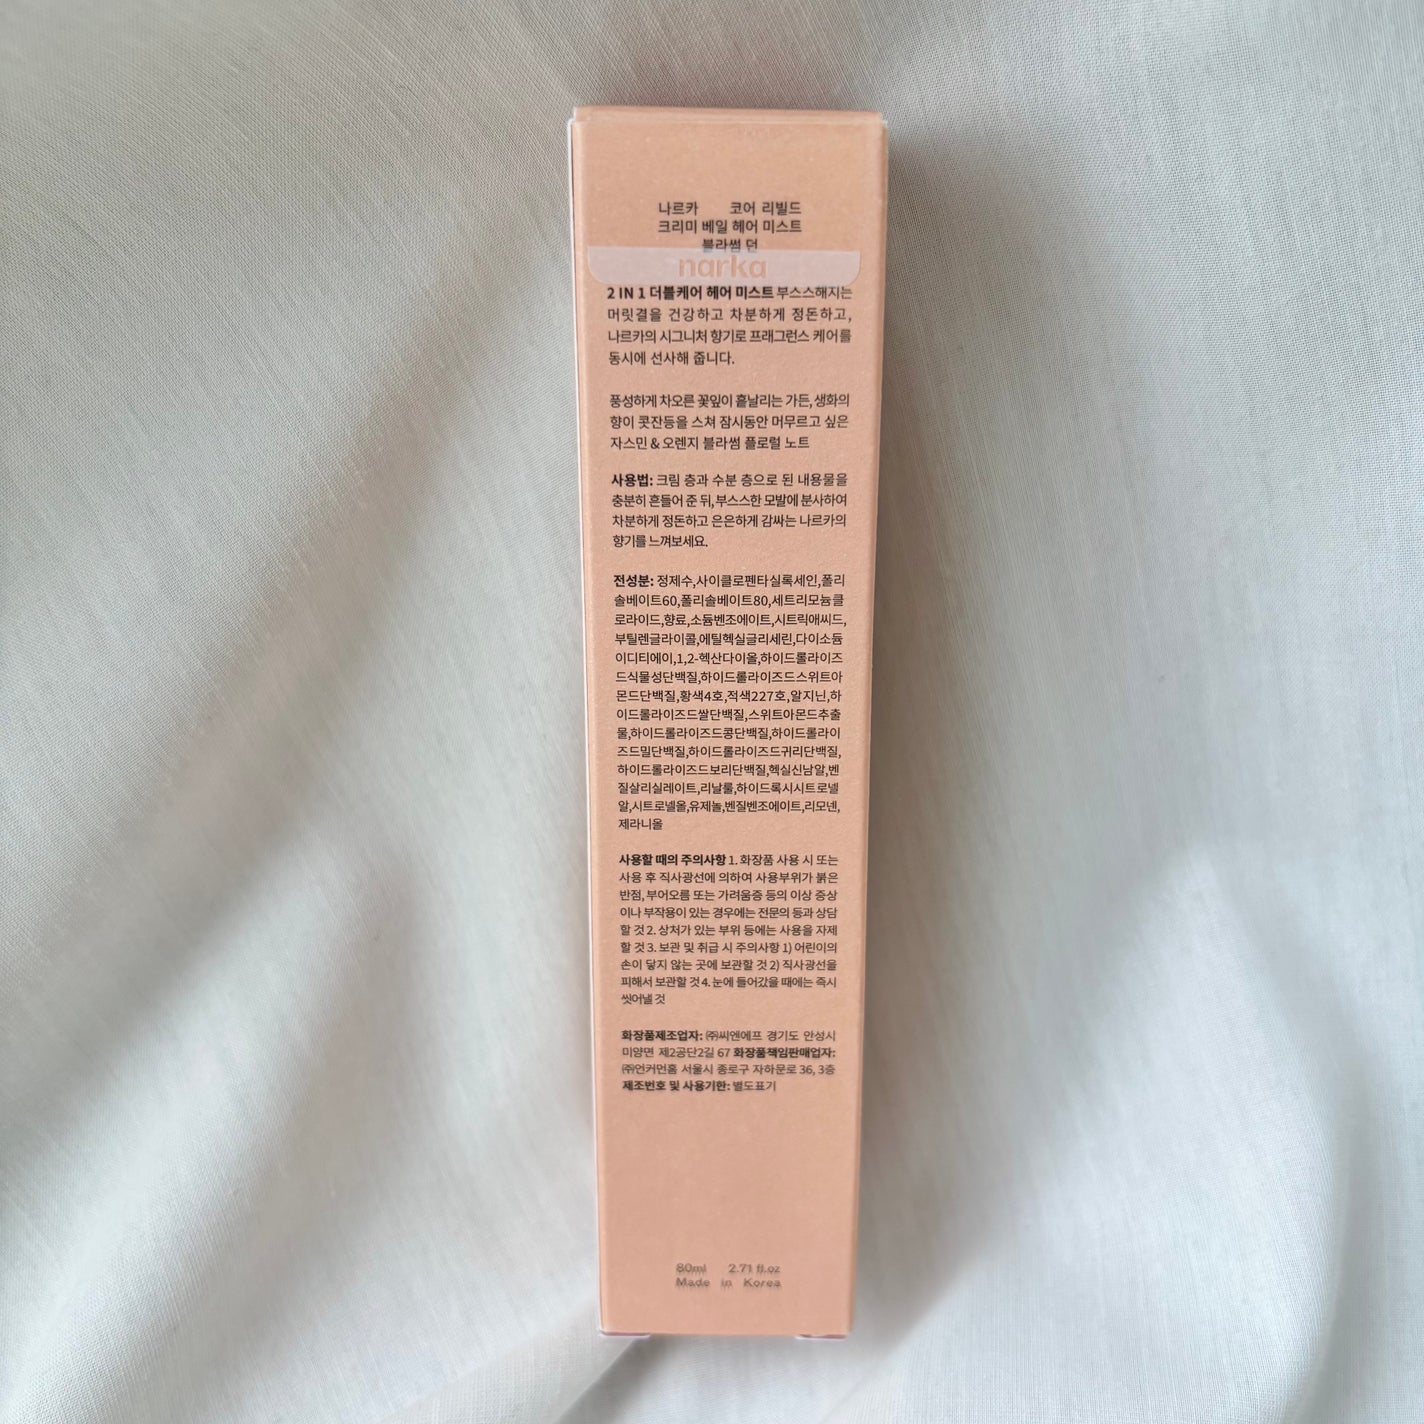 나르카 코어 리빌드
크리미 베일 헤어 미스트
블라썸 던
narka
2 IN 1 더블케어 헤어 미스트 부스스해지는
머릿결을 건강하고 차분하게 정돈하고,
나르카의 시그니처 향기로 프래그런스 케어를
동시에 선사해 줍니다.
풍성하게 차오른 꽃잎이 흩날리는 가든, 생화의
향이 콧잔등을 스쳐 잠시동안 머무르고 싶은
자스민 & 오렌지 블라썸 플로럴 노트
사용법: 크림 층과 수분 층으로 된 내용물을
충분히 흔들어 준 뒤, 부스스한 모발에 분사하여
차분하게 정돈하고 은은하게 감싸는 나르카의
향기를 느껴보세요.
전성분: 정제수,사이클로펜타실록세인,폴리
솔베이트60,폴리솔베이트80,세트리모늄클
로라이드,향료,소듐벤조에이트,시트릭애씨드,
부틸렌글라이콜,에틸헥실글리세린,다이소듐
이디티에이,1,2-헥산다이올,하이드롤라이즈
드식물성단백질,하이드롤라이즈드스위트아
몬드단백질,황색4호,적색227호,알지닌,하
이드롤라이즈드쌀단백질,스위트아몬드추출
물,하이드롤라이즈드콩단백질,하이드롤라이
즈드밀단백질,하이드롤라이즈드귀리단백질,
하이드롤라이즈드보리단백질,헥실신남알,벤
질살리실레이트,리날룰,하이드록시시트로넬
알,시트로넬올,유제놀,벤질벤조에이트,리모넨,
제라니올
사용할 때의 주의사항 1. 화장품 사용 시 또는
사용 후 직사광선에 의하여 사용부위가 붉은
반점, 부어오름 또는 가려움증 등의 이상 증상
이나 부작용이 있는 경우에는 전문의 등과 상담
할 것 2. 상처가 있는 부위 등에는 사용을 자제
할 것 3. 보관 및 취급 시 주의사항 1) 어린이의
손이 닿지 않는 곳에 보관할 것 2) 직사광선을
피해서 보관할 것 4. 눈에 들어갔을 때에는 즉시
씻어낼 것
화장품제조업자: ㈜씨엔에프 경기도 안성시
미양면 제2공단2길 67 화장품책임판매업자:
㈜언커먼홈 서울시 종로구 자하문로 36, 3층
제조번호 및 사용기한: 별도표기
80ml 2.71 fl.oz
Made in Korea